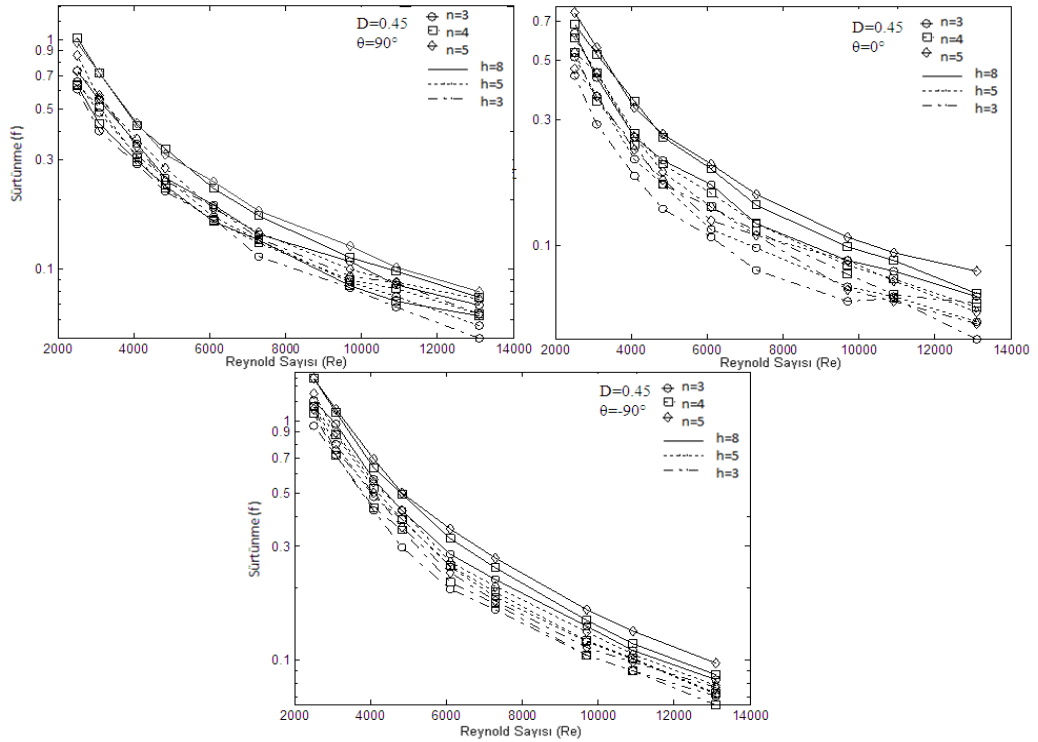 D=0.45
θ=90°
n=3
n=4
n=5
h=8
h=5
h=3
1
0.9
0.7
0.5
0.3
0.1
Sürtünme(f)
2000 4000 6000 8000 10000 12000 14000
Reynold Sayısı (Re)
D=0.45
θ=0°
n=3
n=4
n=5
h=8
h=5
h=3
0.7
0.5
0.3
0.1
Sürtünme (f)
2000 4000 6000 8000 10000 12000 14000
Reynold Sayısı (Re)
D=0.45
θ=-90°
n=3
n=4
n=5
h=8
h=5
h=3
1
0.9
0.7
0.5
0.3
0.1
Sürtünme(f)
2000 4000 6000 8000 10000 12000 14000
Reynold Sayısı (Re)